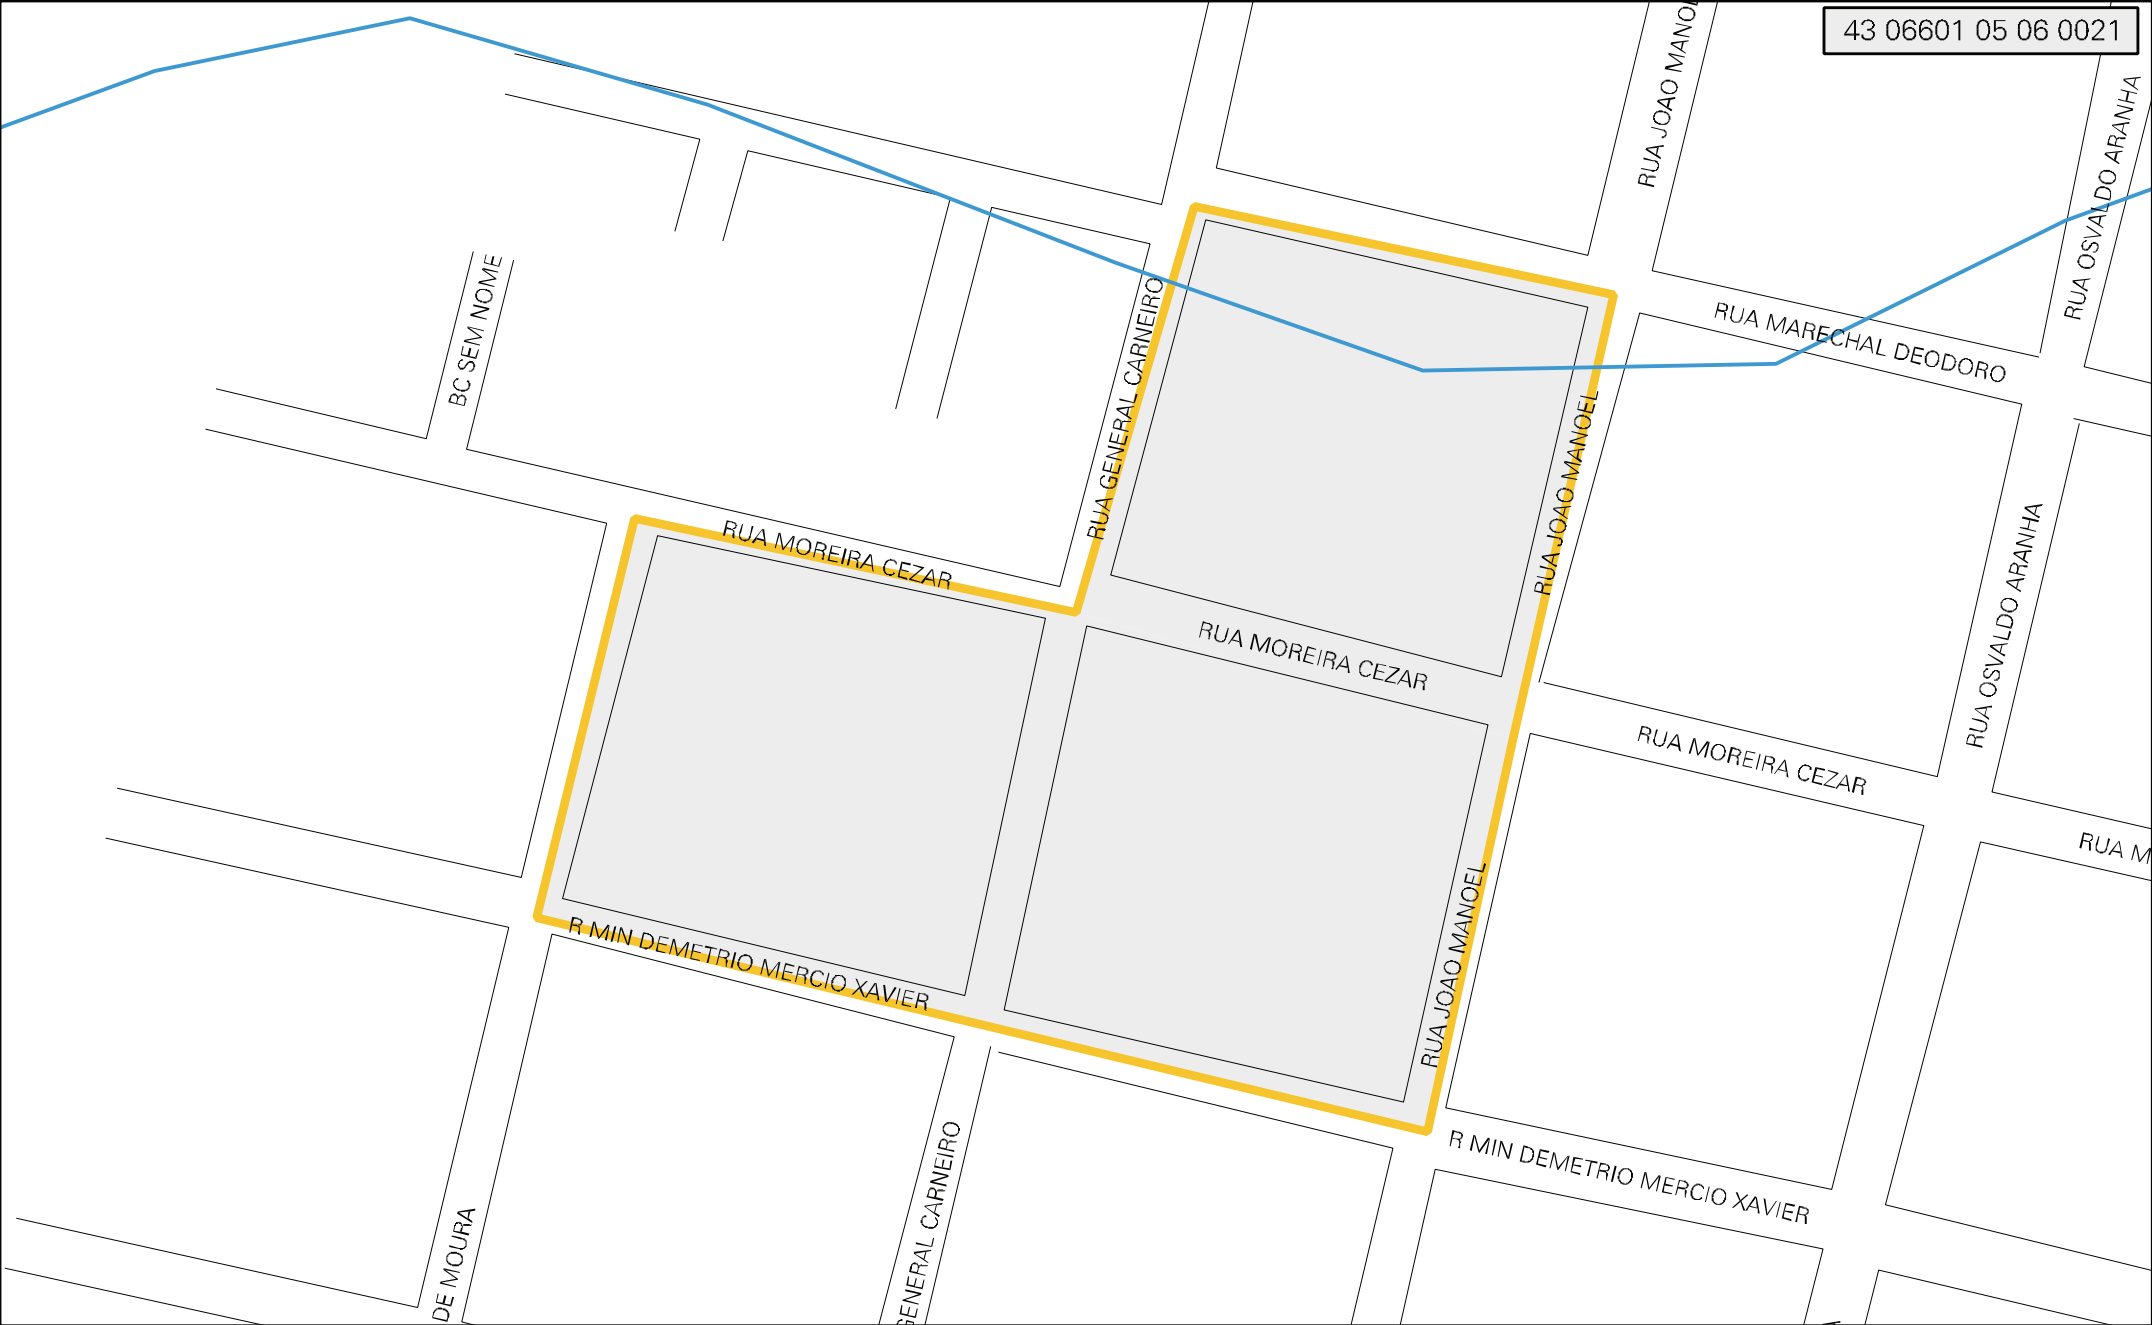 43 06601 05 06 0021
RUA JOAO MANOEL
RUA OSVALDO ARANHA
BC SEM NOME
RUA GENERAL CARNEIRO
RUA MARECHAL DEODORO
RUA JOAO MANOEL
RUA MOREIRA CEZAR
RUA MOREIRA CEZAR
RUA OSVALDO ARANHA
RUA MOREIRA CEZAR
RUA M
RUA JOAO MANOEL
R MIN DEMETRIO MERCIO XAVIER
R MIN DEMETRIO MERCIO XAVIER
GENERAL CARNEIRO
DE MOURA